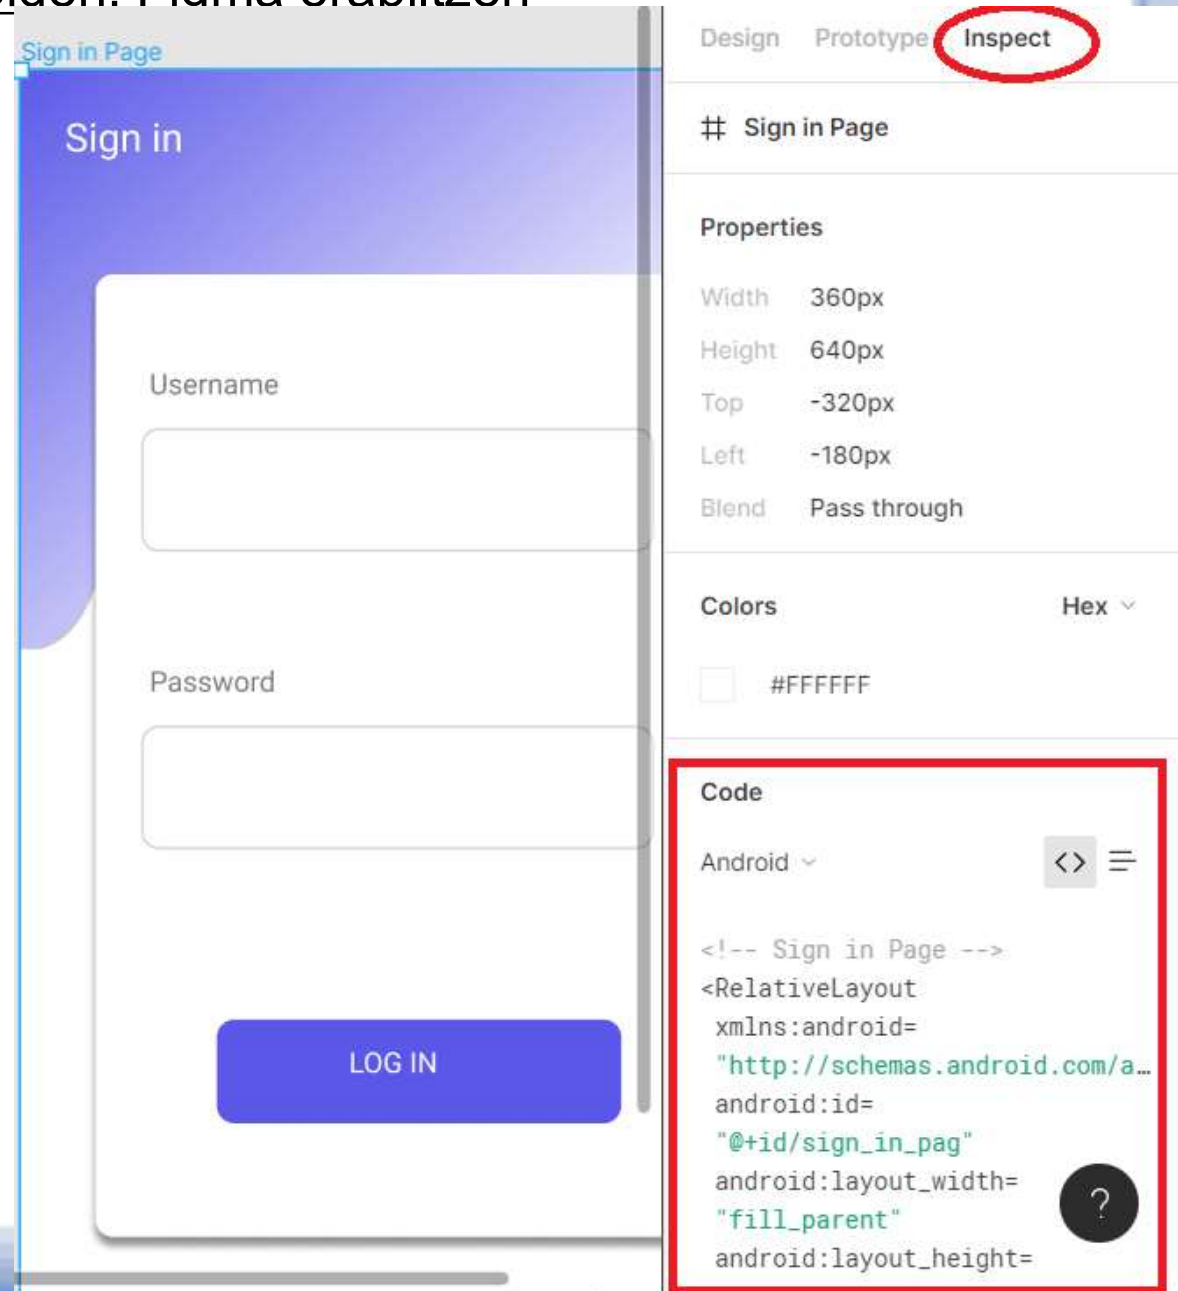 Sign in Page
Sign in
Username
Password
LOG IN
Design Prototype Inspect
Sign in Page
Properties
Width 360px
Height 640px
Top -320px
Left -180px
Blend Pass through
Colors Hex
#FFFFFF
Code
Android <>
<!-- Sign in Page -->
<RelativeLayout
xmlns:android=
"http://schemas.android.com/a…
android:id=
"@+id/sign_in_pag"
android:layout_width=
"fill_parent"
android:layout_height=
?